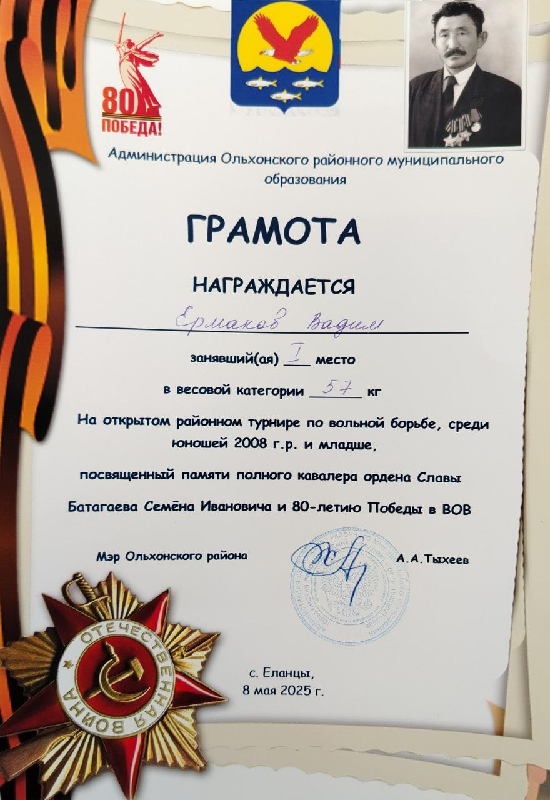 80
ПОБЕДА!
Администрация Ольхонского районного муниципального
образования
ГРАМОТА
НАГРАЖДАЕТСЯ
Ермаков Вадим
занявший(ая) I место
в весовой категории 57 кг
На открытом районном турнире по вольной борьбе, среди
юношей 2008 г.р. и младше,
посвященный памяти полного кавалера ордена Славы
Батагаева Семёна Ивановича и 80-летию Победы в ВОВ
Мэр Ольхонского района А.А.Тыхеев
ОТЕЧЕСТВЕННАЯ ВОЙНА
с. Еланцы,
8 мая 2025 г.